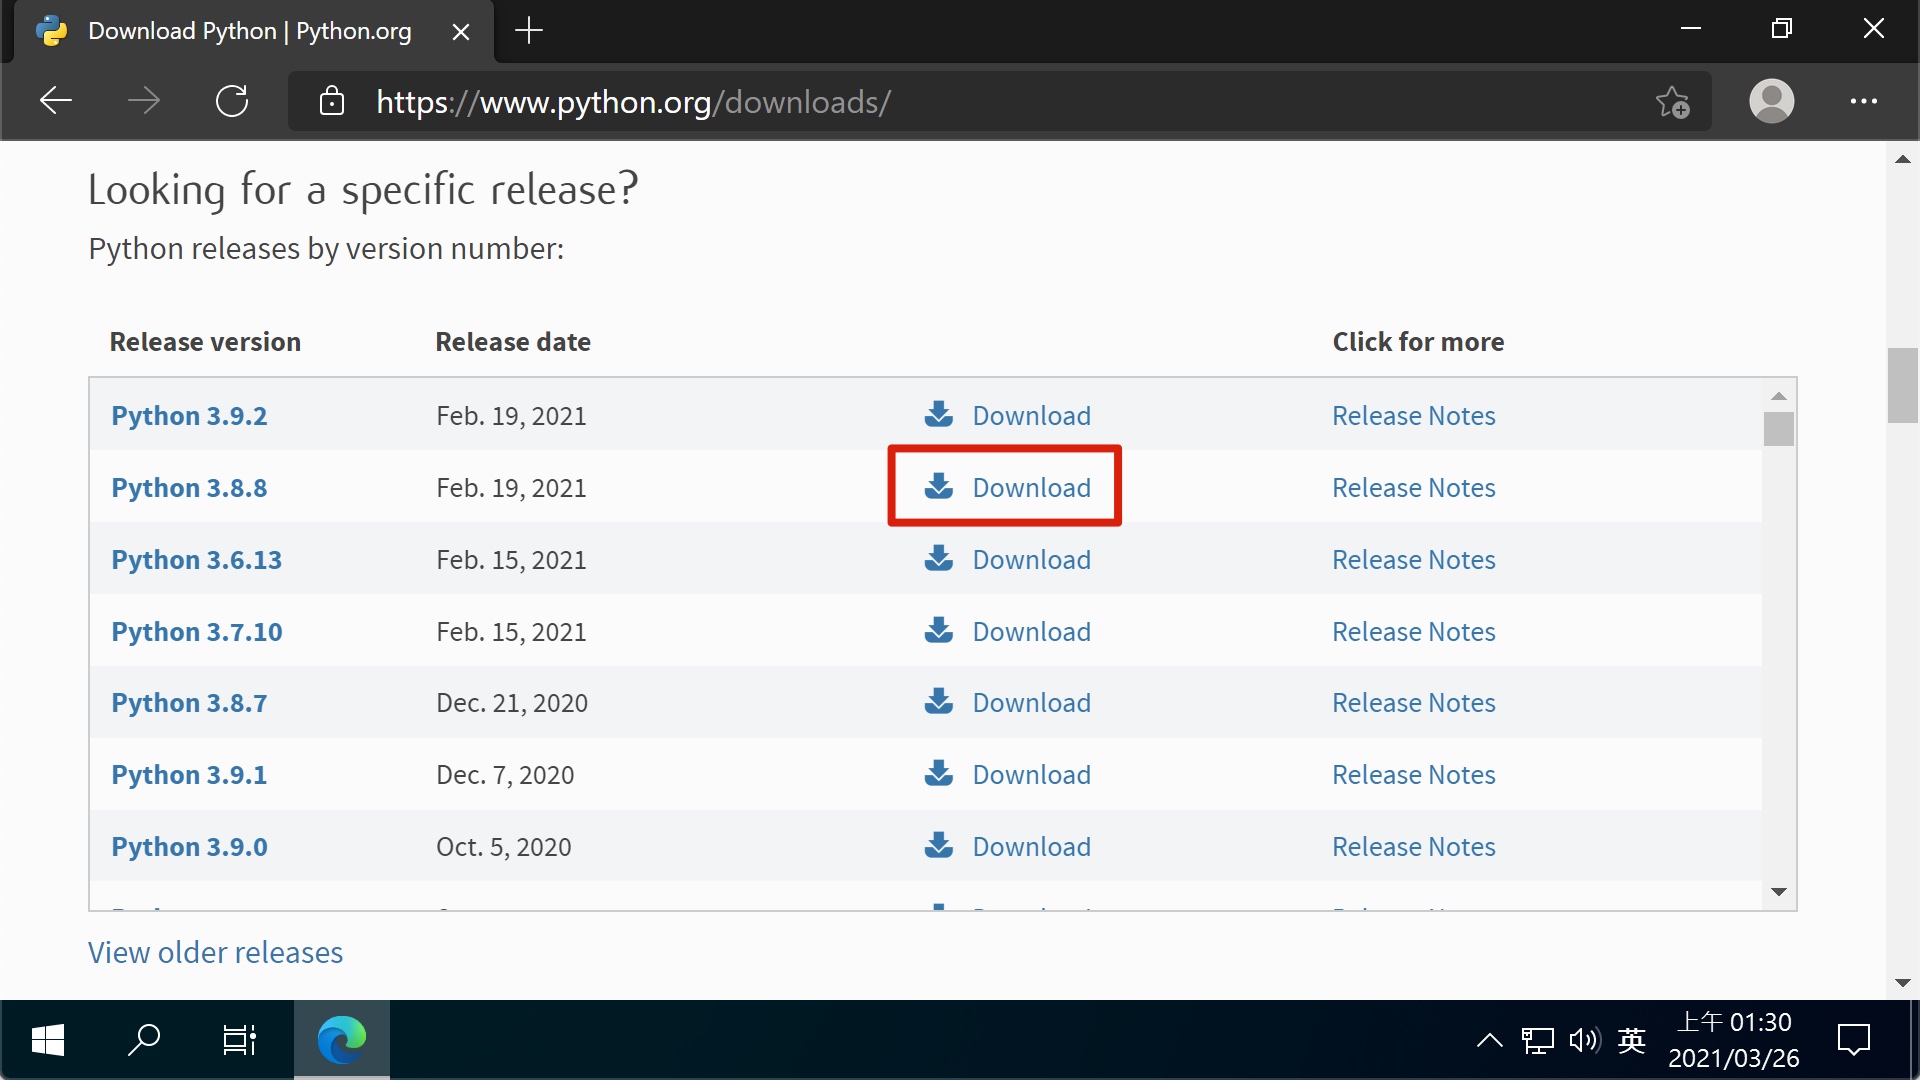 Download Python | Python.org
https://www.python.org/downloads/
Looking for a specific release?
Python releases by version number:
Release version Release date Click for more
Python 3.9.2 Feb. 19, 2021 Download Release Notes
Python 3.8.8 Feb. 19, 2021 Download Release Notes
Python 3.6.13 Feb. 15, 2021 Download Release Notes
Python 3.7.10 Feb. 15, 2021 Download Release Notes
Python 3.8.7 Dec. 21, 2020 Download Release Notes
Python 3.9.1 Dec. 7, 2020 Download Release Notes
Python 3.9.0 Oct. 5, 2020 Download Release Notes
View older releases
英
上午 01:30
2021/03/26